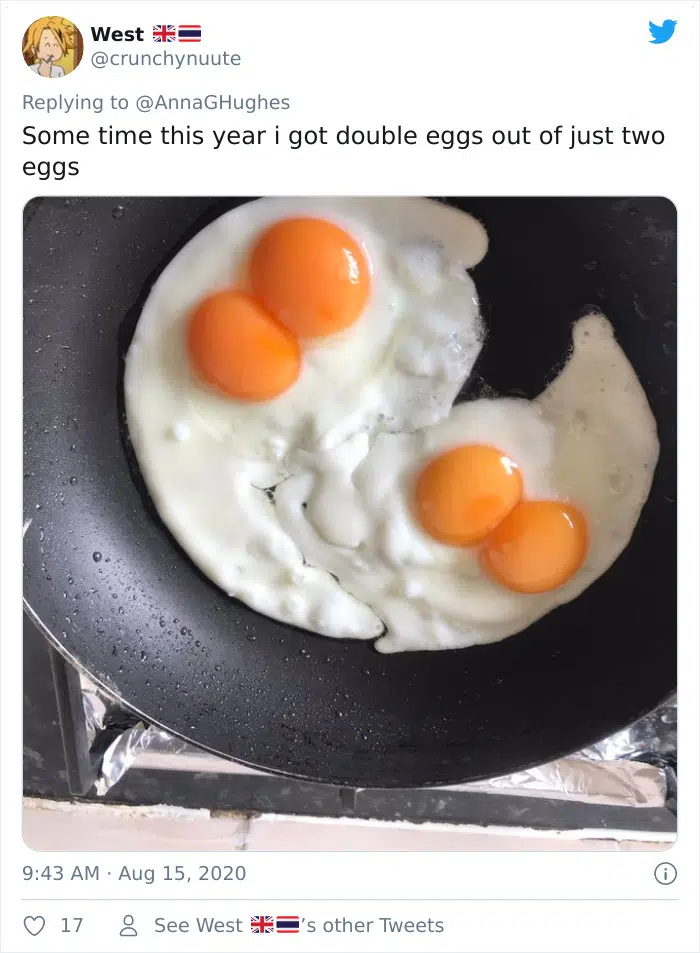 West 🇬🇧🇹🇭
@crunchynuute
Replying to @AnnaGHughes
Some time this year i got double eggs out of just two
eggs
9:43 AM · Aug 15, 2020
17
See West 🇬🇧🇹🇭's other Tweets